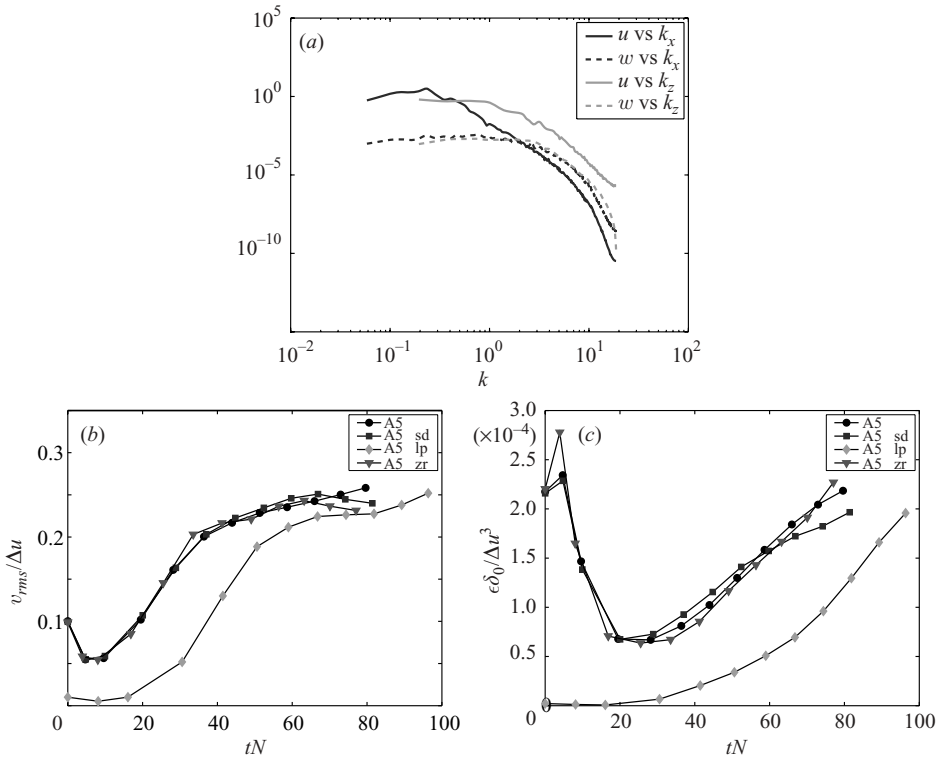 (a)
10^5
10^0
10^−5
10^−10
u vs k_x
w vs k_x
u vs k_z
w vs k_z
10^−2 10^−1 10^0 10^1 10^2
k
(b)
A5
A5 sd
A5 lp
A5 zr
0.3
0.2
0.1
v_rms/Δu
0 20 40 60 80 100
tN
(×10^−4)
(c)
A5
A5 sd
A5 lp
A5 zr
3.0
2.5
2.0
1.5
1.0
0.5
0
ϵδ_0/Δu^3
0 20 40 60 80 100
tN